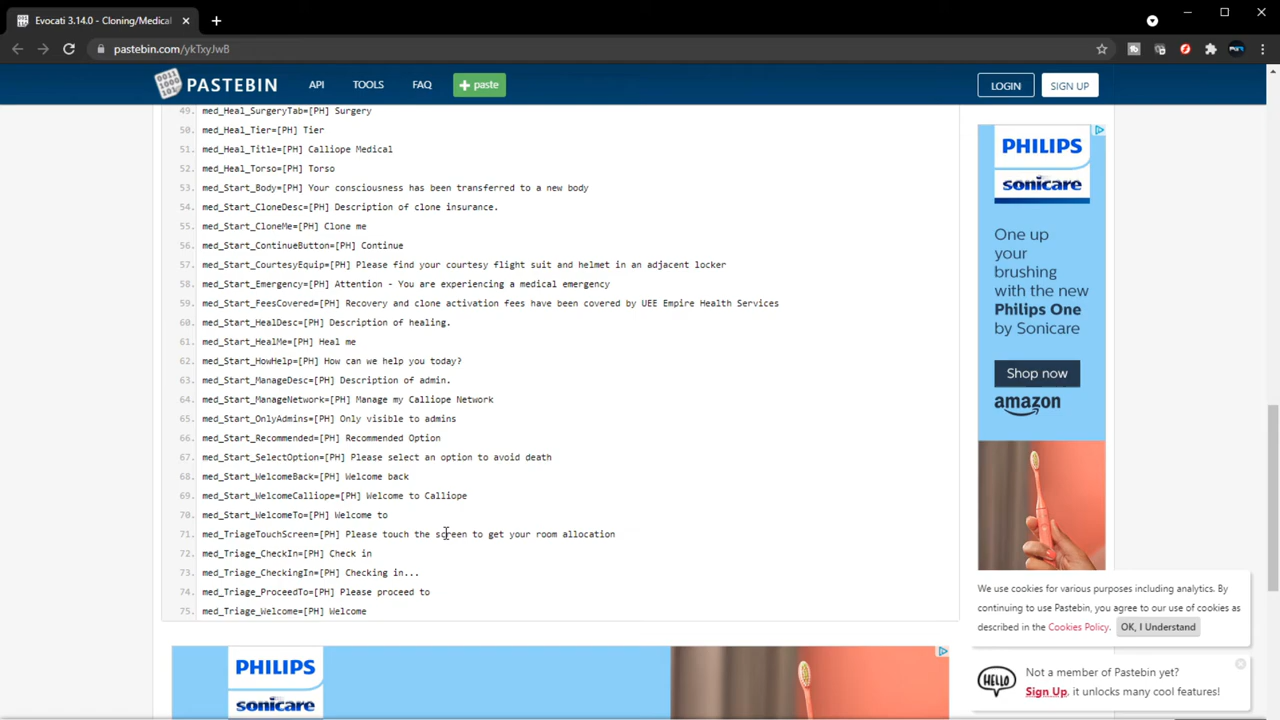 Evocati 3.14.0 - Cloning/Medical
pastebin.com/ykTxyJwB
PASTEBIN
API
TOOLS
FAQ
paste
LOGIN
SIGN UP
49. med_Heal_SurgeryTab=[PH] Surgery
50. med_Heal_Tier=[PH] Tier
51. med_Heal_Title=[PH] Calliope Medical
52. med_Heal_Torso=[PH] Torso
53. med_Start_Body=[PH] Your consciousness has been transferred to a new body
54. med_Start_CloneDesc=[PH] Description of clone insurance.
55. med_Start_CloneMe=[PH] Clone me
56. med_Start_ContinueButton=[PH] Continue
57. med_Start_CourtesyEquip=[PH] Please find your courtesy flight suit and helmet in an adjacent locker
58. med_Start_Emergency=[PH] Attention - You are experiencing a medical emergency
59. med_Start_FeesCovered=[PH] Recovery and clone activation fees have been covered by UEE Empire Health Services
60. med_Start_HealDesc=[PH] Description of healing.
61. med_Start_HealMe=[PH] Heal me
62. med_Start_HowHelp=[PH] How can we help you today?
63. med_Start_ManageDesc=[PH] Description of admin.
64. med_Start_ManageNetwork=[PH] Manage my Calliope Network
65. med_Start_OnlyAdmins=[PH] Only visible to admins
66. med_Start_Recommended=[PH] Recommended Option
67. med_Start_SelectOption=[PH] Please select an option to avoid death
68. med_Start_WelcomeBack=[PH] Welcome back
69. med_Start_WelcomeCalliope=[PH] Welcome to Calliope
70. med_Start_WelcomeTo=[PH] Welcome to
71. med_TriageTouchScreen=[PH] Please touch the screen to get your room allocation
72. med_Triage_CheckIn=[PH] Check in
73. med_Triage_CheckingIn=[PH] Checking in...
74. med_Triage_ProceedTo=[PH] Please proceed to
75. med_Triage_Welcome=[PH] Welcome
PHILIPS
sonicare
One up
your
brushing
with the new
Philips One
by Sonicare
Shop now
amazon
We use cookies for various purposes including analytics. By
continuing to use Pastebin, you agree to our use of cookies as
described in the Cookies Policy. OK, I Understand
HELLO
Not a member of Pastebin yet?
Sign Up, it unlocks many cool features!
PHILIPS
sonicare